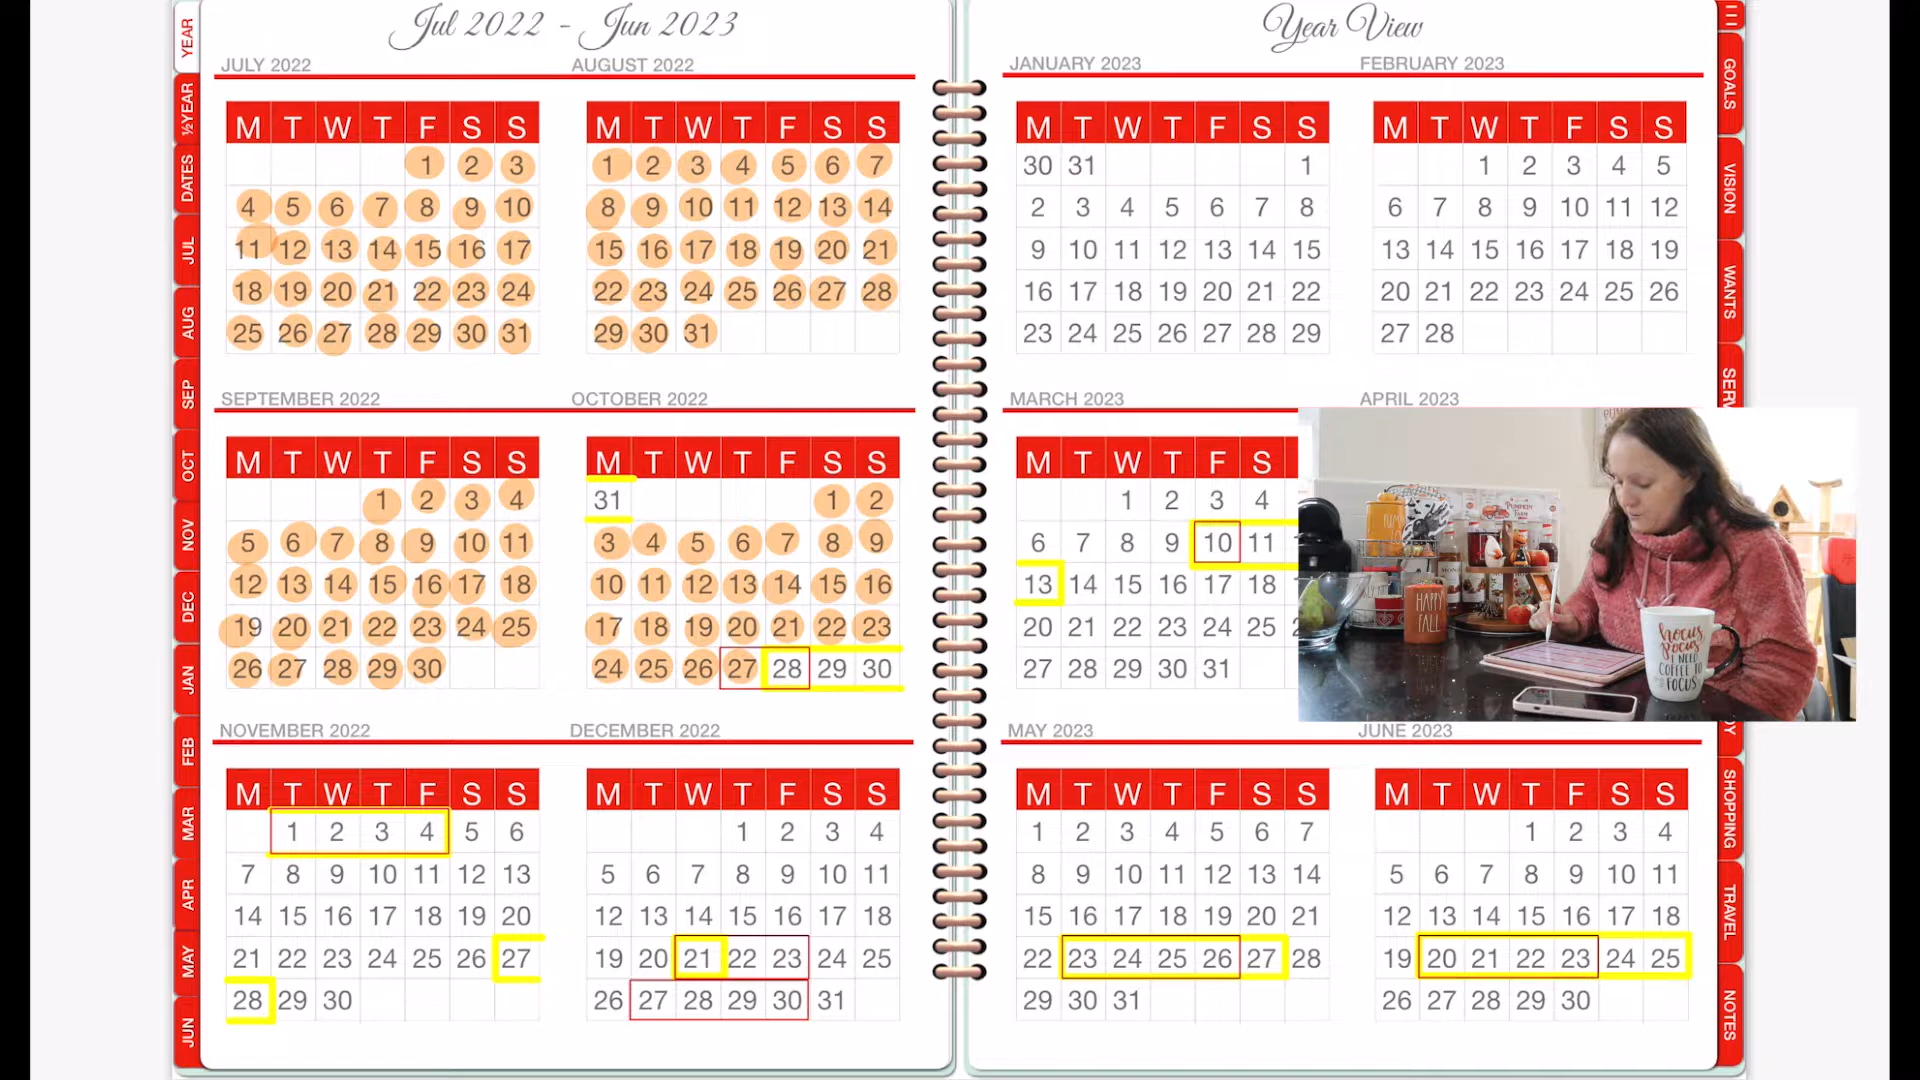 Jul 2022 - Jun 2023
JULY 2022
AUGUST 2022
M T W T F S S
1 2 3
4 5 6 7 8 9 10
11 12 13 14 15 16 17
18 19 20 21 22 23 24
25 26 27 28 29 30 31
M T W T F S S
1 2 3 4 5 6 7
8 9 10 11 12 13 14
15 16 17 18 19 20 21
22 23 24 25 26 27 28
29 30 31
SEPTEMBER 2022
OCTOBER 2022
M T W T F S S
1 2 3 4
5 6 7 8 9 10 11
12 13 14 15 16 17 18
19 20 21 22 23 24 25
26 27 28 29 30
M T W T F S S
31 1 2
3 4 5 6 7 8 9
10 11 12 13 14 15 16
17 18 19 20 21 22 23
24 25 26 27 28 29 30
NOVEMBER 2022
DECEMBER 2022
M T W T F S S
1 2 3 4 5 6
7 8 9 10 11 12 13
14 15 16 17 18 19 20
21 22 23 24 25 26 27
28 29 30
M T W T F S S
1 2 3 4
5 6 7 8 9 10 11
12 13 14 15 16 17 18
19 20 21 22 23 24 25
26 27 28 29 30 31
Year View
JANUARY 2023
FEBRUARY 2023
M T W T F S S
30 31 1
2 3 4 5 6 7 8
9 10 11 12 13 14 15
16 17 18 19 20 21 22
23 24 25 26 27 28 29
M T W T F S S
1 2 3 4 5
6 7 8 9 10 11 12
13 14 15 16 17 18 19
20 21 22 23 24 25 26
27 28
MARCH 2023
APRIL 2023
M T W T F S
1 2 3 4
6 7 8 9 10 11
13 14 15 16 17 18
20 21 22 23 24 25
27 28 29 30 31
MAY 2023
JUNE 2023
M T W T F S S
1 2 3 4 5 6 7
8 9 10 11 12 13 14
15 16 17 18 19 20 21
22 23 24 25 26 27 28
29 30 31
M T W T F S S
1 2 3 4
5 6 7 8 9 10 11
12 13 14 15 16 17 18
19 20 21 22 23 24 25
26 27 28 29 30
YEAR
½YEAR
DATES
JUL
AUG
SEP
OCT
NOV
DEC
JAN
FEB
MAR
APR
MAY
JUN
GOALS
VISION
WANTS
SERV
SHOPPING
TRAVEL
NOTES
PUMPKIN
FARM
HAPPY
FALL
hocus
pocus
I NEED
COFFEE TO
FOCUS